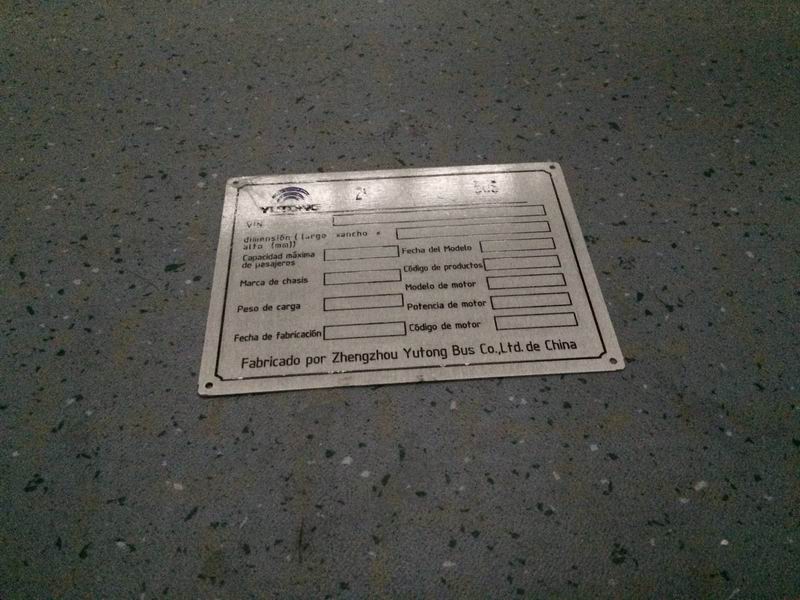 YUTONG
VIN
dimensión ( largo xancho x
alto (mm))
Capacidad máxima
de pasajeros
Fecha del Modelo
Marca de chasis
Código de productos
Modelo de motor
Peso de carga
Potencia de motor
Fecha de fabricación
Código de motor
Fabricado por Zhengzhou Yutong Bus Co.,Ltd. de China